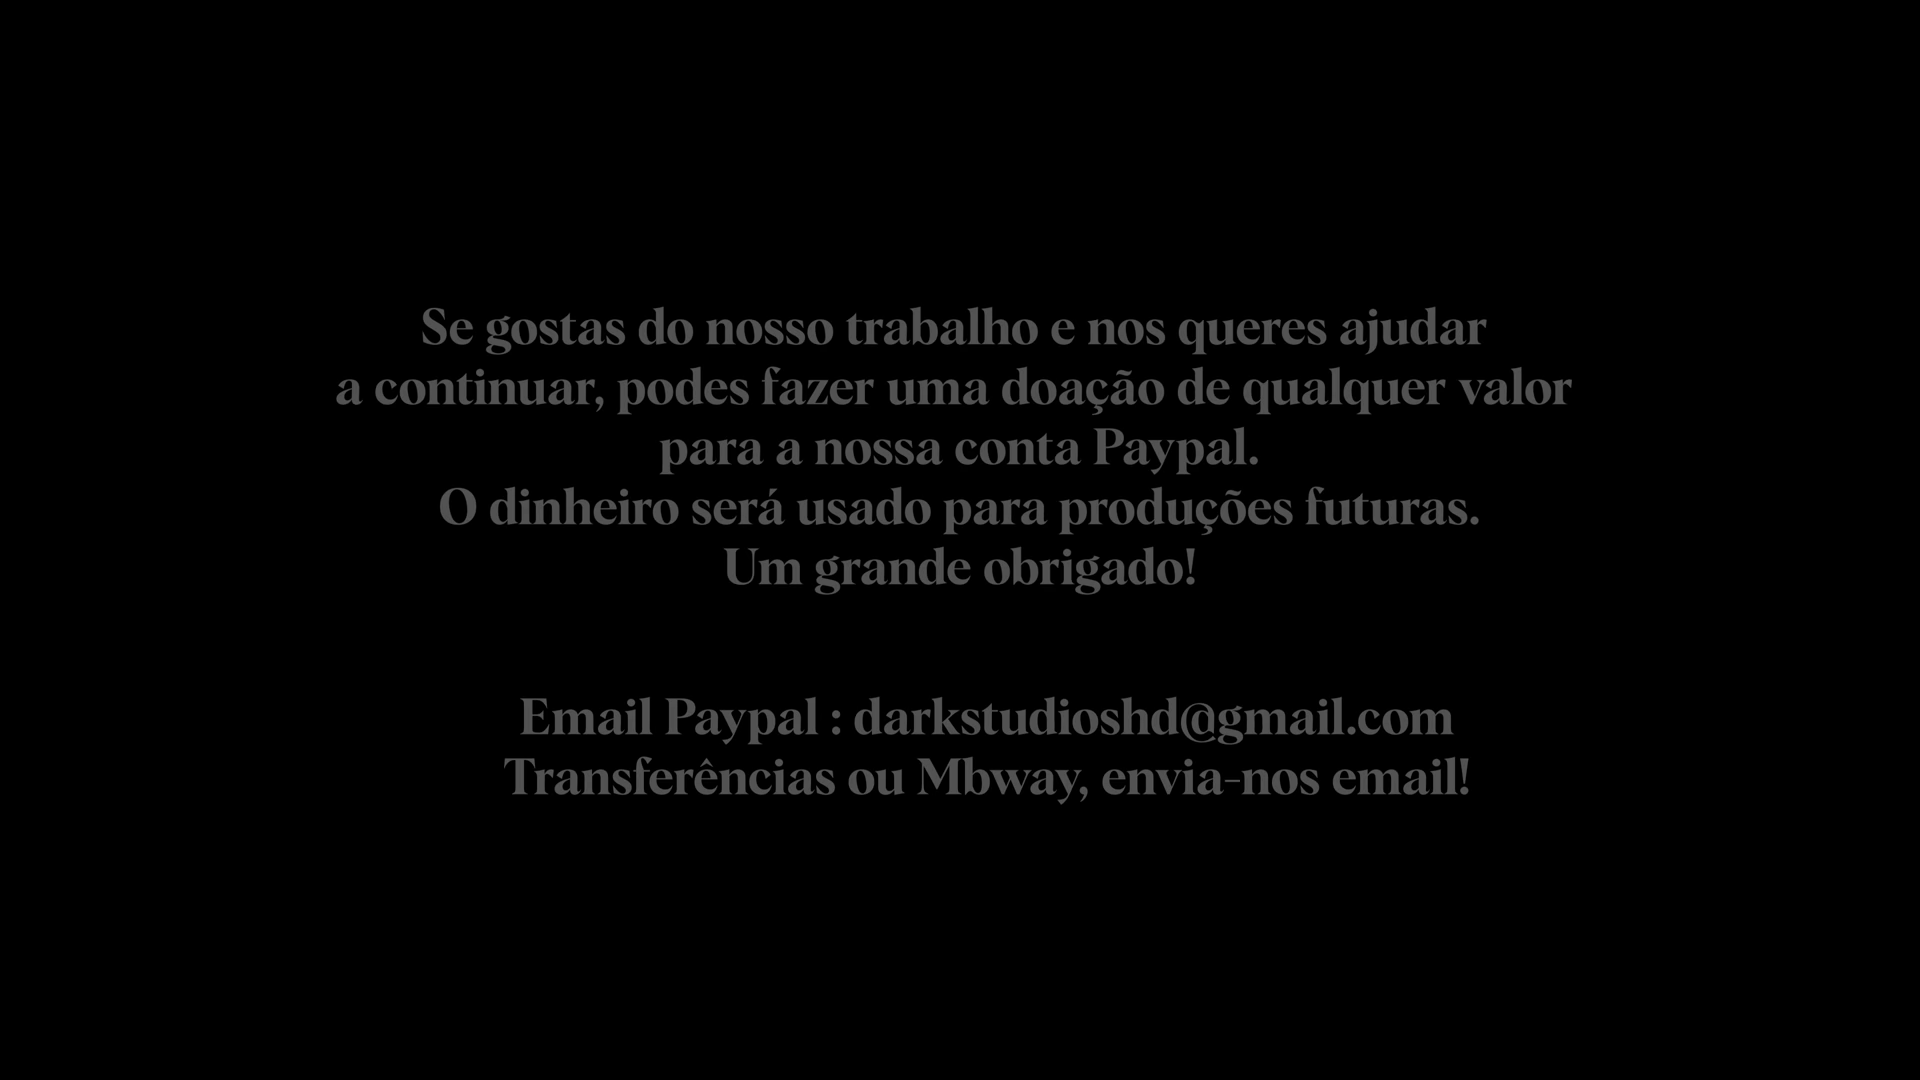 Se gostas do nosso trabalho e nos queres ajudar
a continuar, podes fazer uma doação de qualquer valor
para a nossa conta Paypal.
O dinheiro será usado para produções futuras.
Um grande obrigado!
Email Paypal : darkstudioshd@gmail.com
Transferências ou Mbway, envia-nos email!